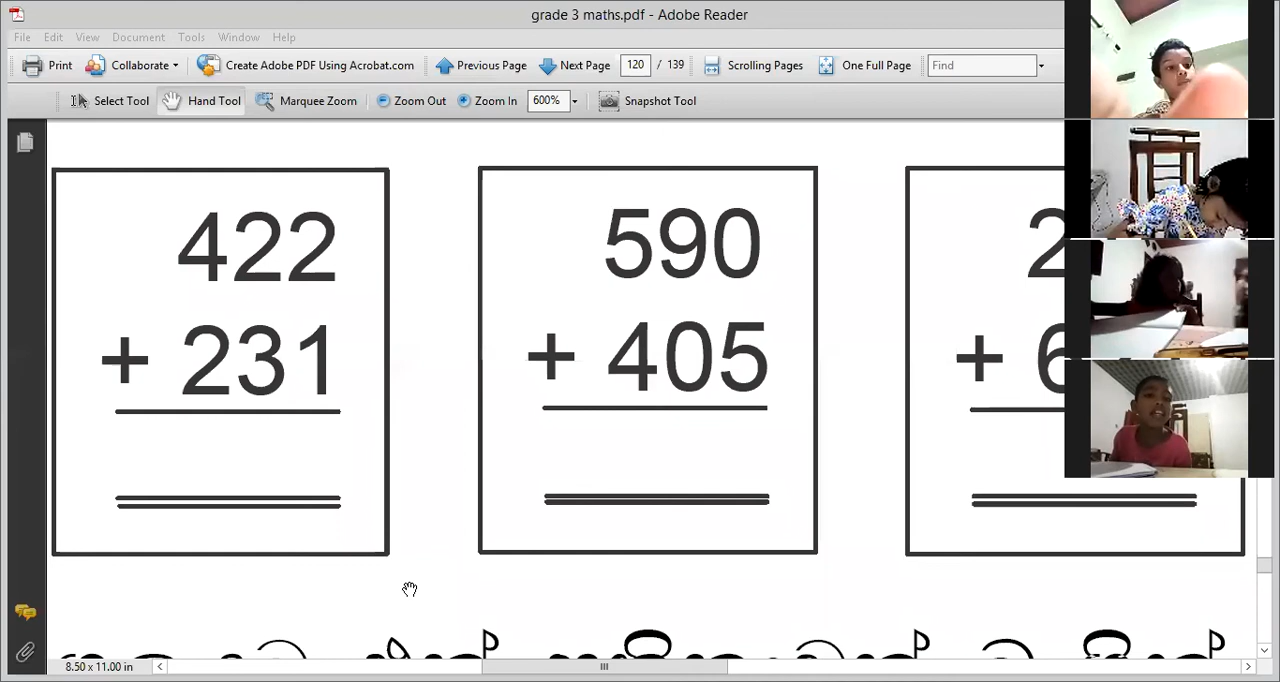 grade 3 maths.pdf - Adobe Reader
File Edit View Document Tools Window Help
Print Collaborate Create Adobe PDF Using Acrobat.com Previous Page Next Page 120 / 139 Scrolling Pages One Full Page Find
Select Tool Hand Tool Marquee Zoom Zoom Out Zoom In 600% Snapshot Tool
422
+ 231
590
+ 405
2
+ 6
8.50 x 11.00 in